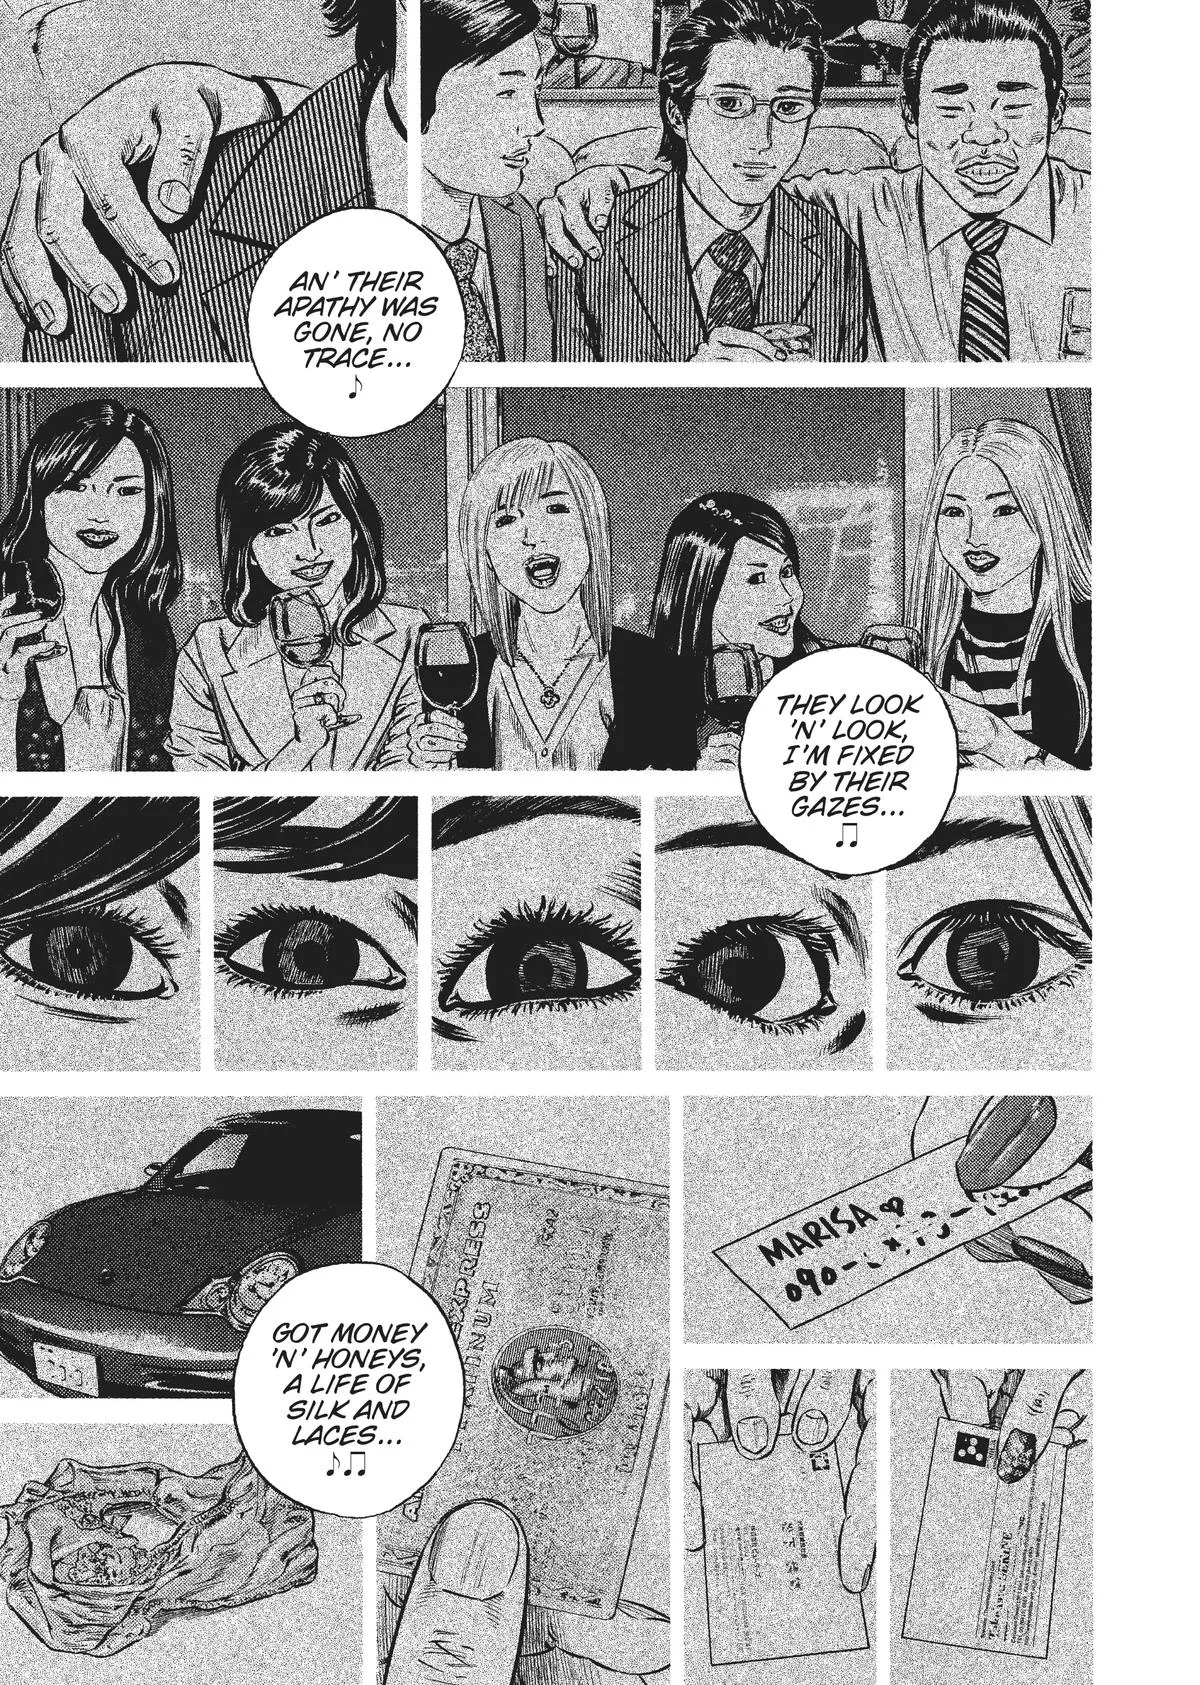 AN' THEIR
APATHY WAS
GONE, NO
TRACE...
♪
THEY LOOK
'N' LOOK,
I'M FIXED
BY THEIR
GAZES...
♫
GOT MONEY
'N' HONEYS,
A LIFE OF
SILK AND
LACES...
♪♫
EXPRESS
MARISA
090-